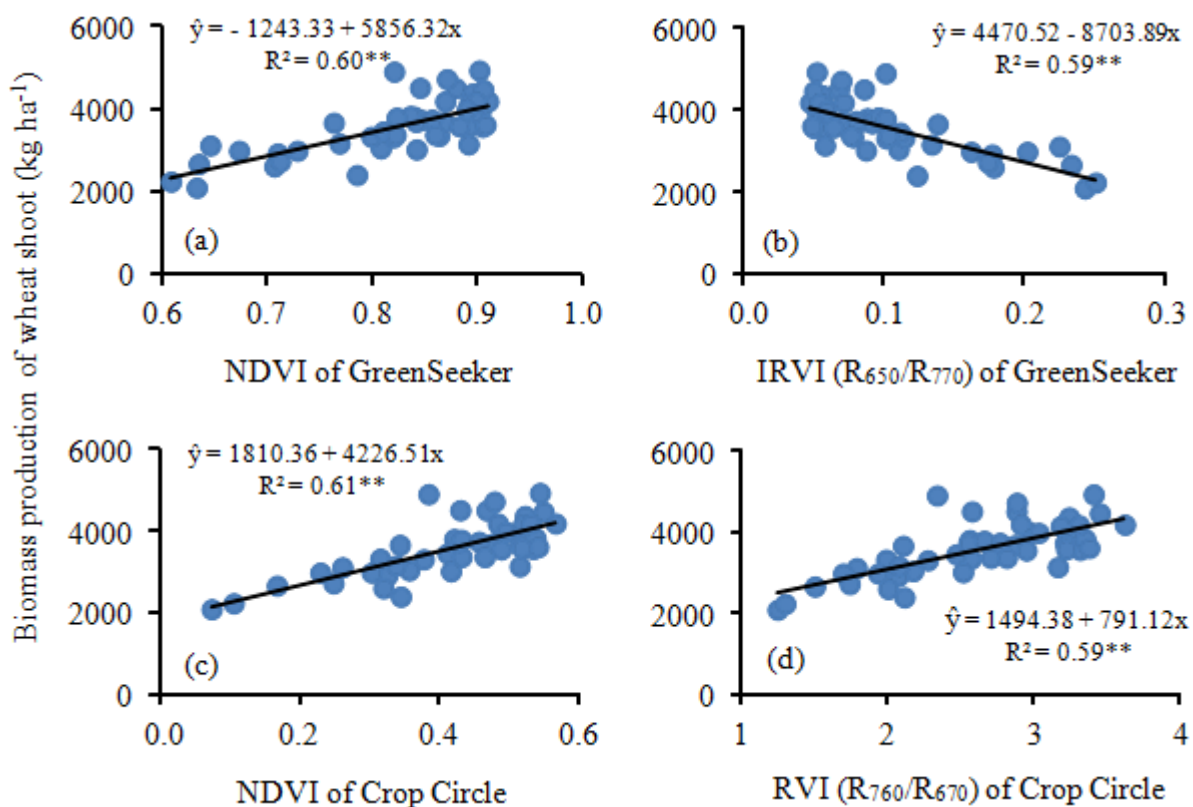 Biomass production of wheat shoot (kg ha⁻¹)
ŷ = - 1243.33 + 5856.32x
R² = 0.60**
6000
4000
2000
0
(a)
0.6 0.7 0.8 0.9 1.0
NDVI of GreenSeeker
ŷ = 4470.52 - 8703.89x
R² = 0.59**
6000
4000
2000
0
(b)
0.0 0.1 0.2 0.3
IRVI (R₆₅₀/R₇₇₀) of GreenSeeker
ŷ = 1810.36 + 4226.51x
R² = 0.61**
6000
4000
2000
0
(c)
0.0 0.2 0.4 0.6
NDVI of Crop Circle
6000
4000
2000
0
ŷ = 1494.38 + 791.12x
R² = 0.59**
(d)
1 2 3 4
RVI (R₇₆₀/R₆₇₀) of Crop Circle